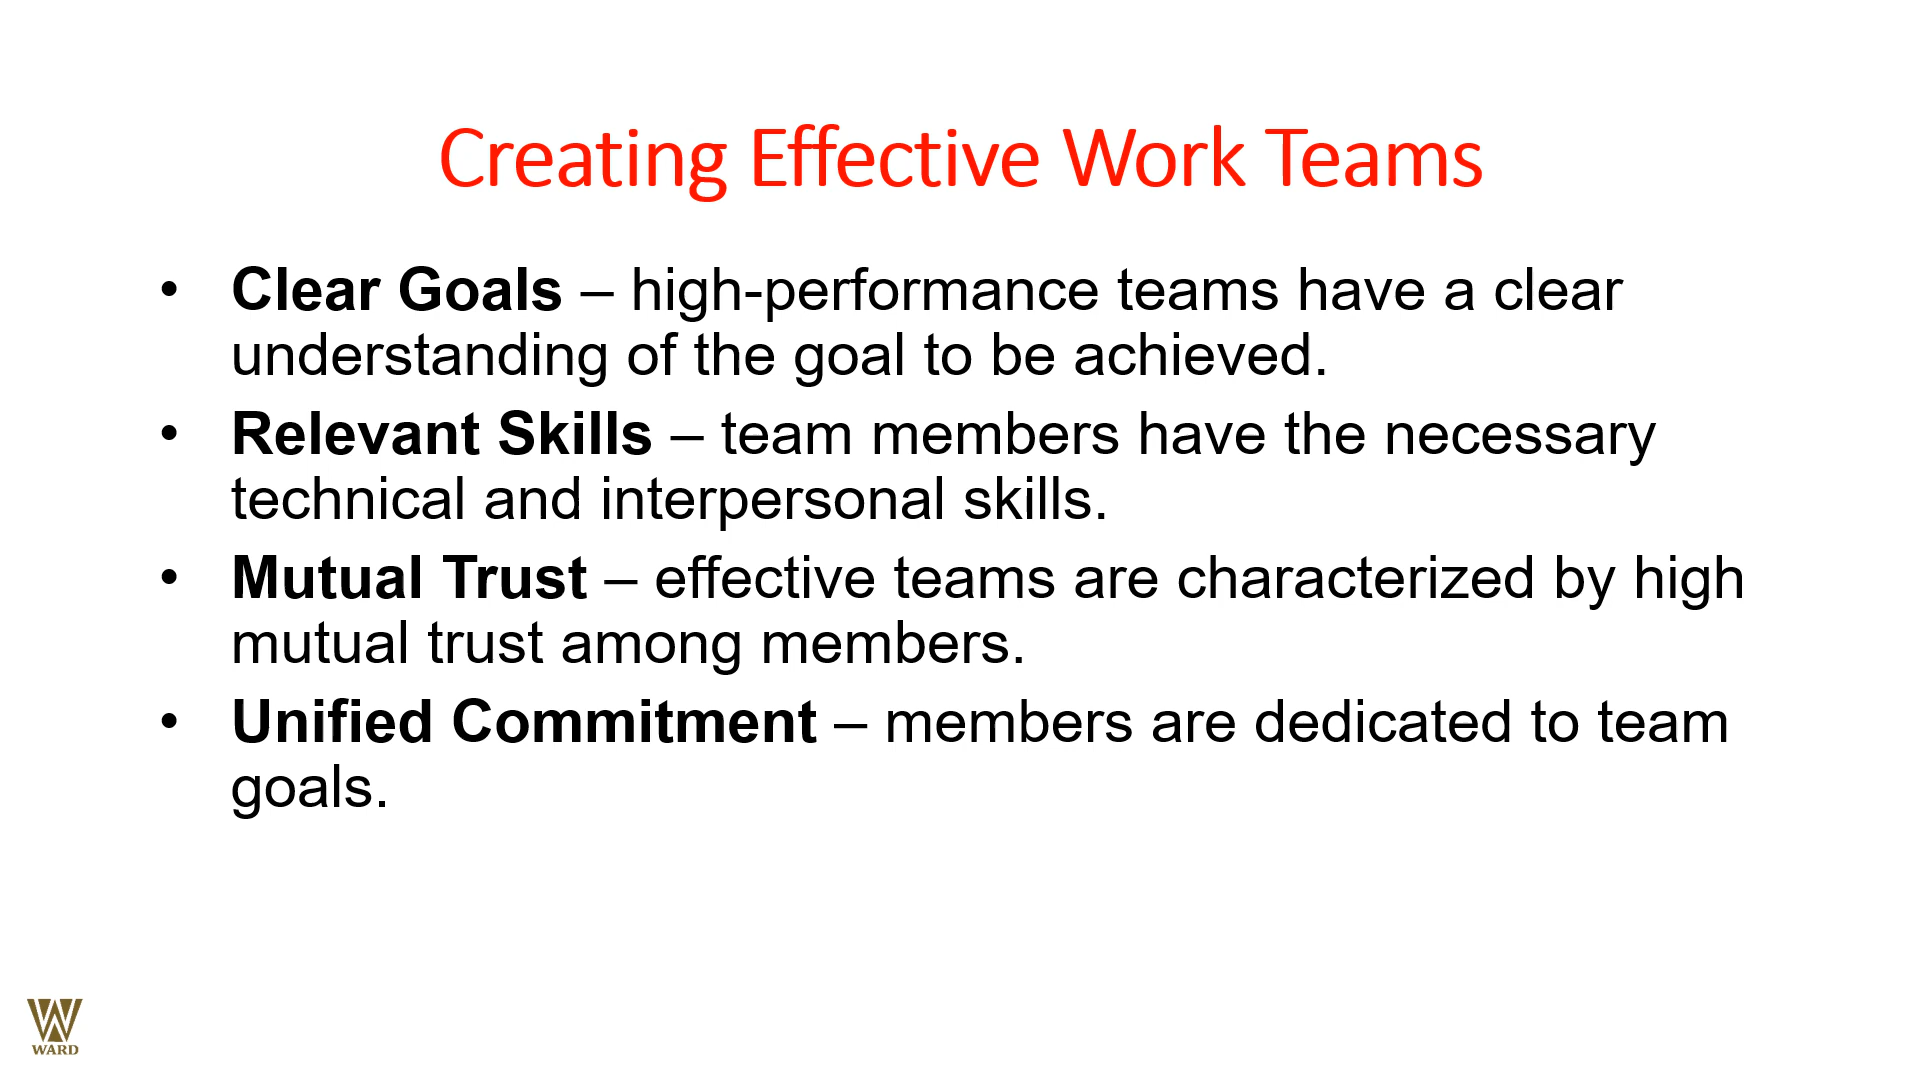 Creating Effective Work Teams
• Clear Goals – high-performance teams have a clear
understanding of the goal to be achieved.
• Relevant Skills – team members have the necessary
technical and interpersonal skills.
• Mutual Trust – effective teams are characterized by high
mutual trust among members.
• Unified Commitment – members are dedicated to team
goals.
W
WARD